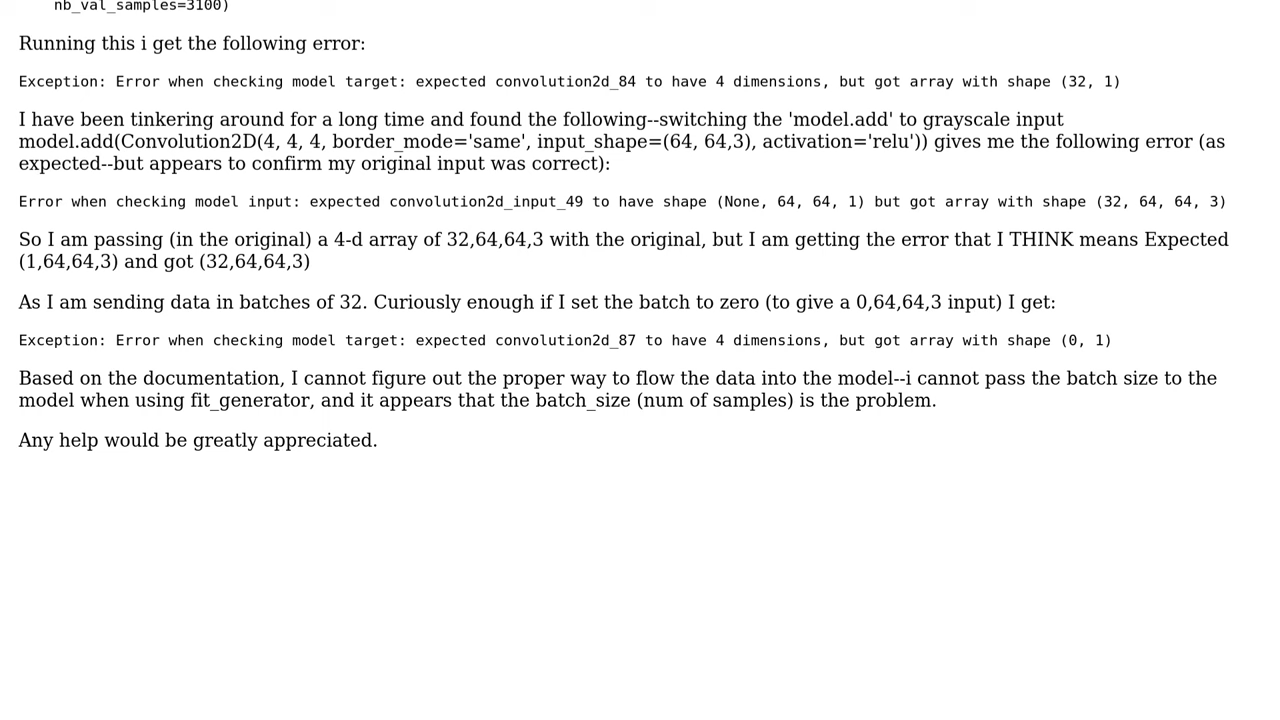 nb_val_samples=3100)
Running this i get the following error:
Exception: Error when checking model target: expected convolution2d_84 to have 4 dimensions, but got array with shape (32, 1)
I have been tinkering around for a long time and found the following--switching the 'model.add' to grayscale input
model.add(Convolution2D(4, 4, 4, border_mode='same', input_shape=(64, 64,3), activation='relu')) gives me the following error (as
expected--but appears to confirm my original input was correct):
Error when checking model input: expected convolution2d_input_49 to have shape (None, 64, 64, 1) but got array with shape (32, 64, 64, 3)
So I am passing (in the original) a 4-d array of 32,64,64,3 with the original, but I am getting the error that I THINK means Expected
(1,64,64,3) and got (32,64,64,3)
As I am sending data in batches of 32. Curiously enough if I set the batch to zero (to give a 0,64,64,3 input) I get:
Exception: Error when checking model target: expected convolution2d_87 to have 4 dimensions, but got array with shape (0, 1)
Based on the documentation, I cannot figure out the proper way to flow the data into the model--i cannot pass the batch size to the
model when using fit_generator, and it appears that the batch_size (num of samples) is the problem.
Any help would be greatly appreciated.